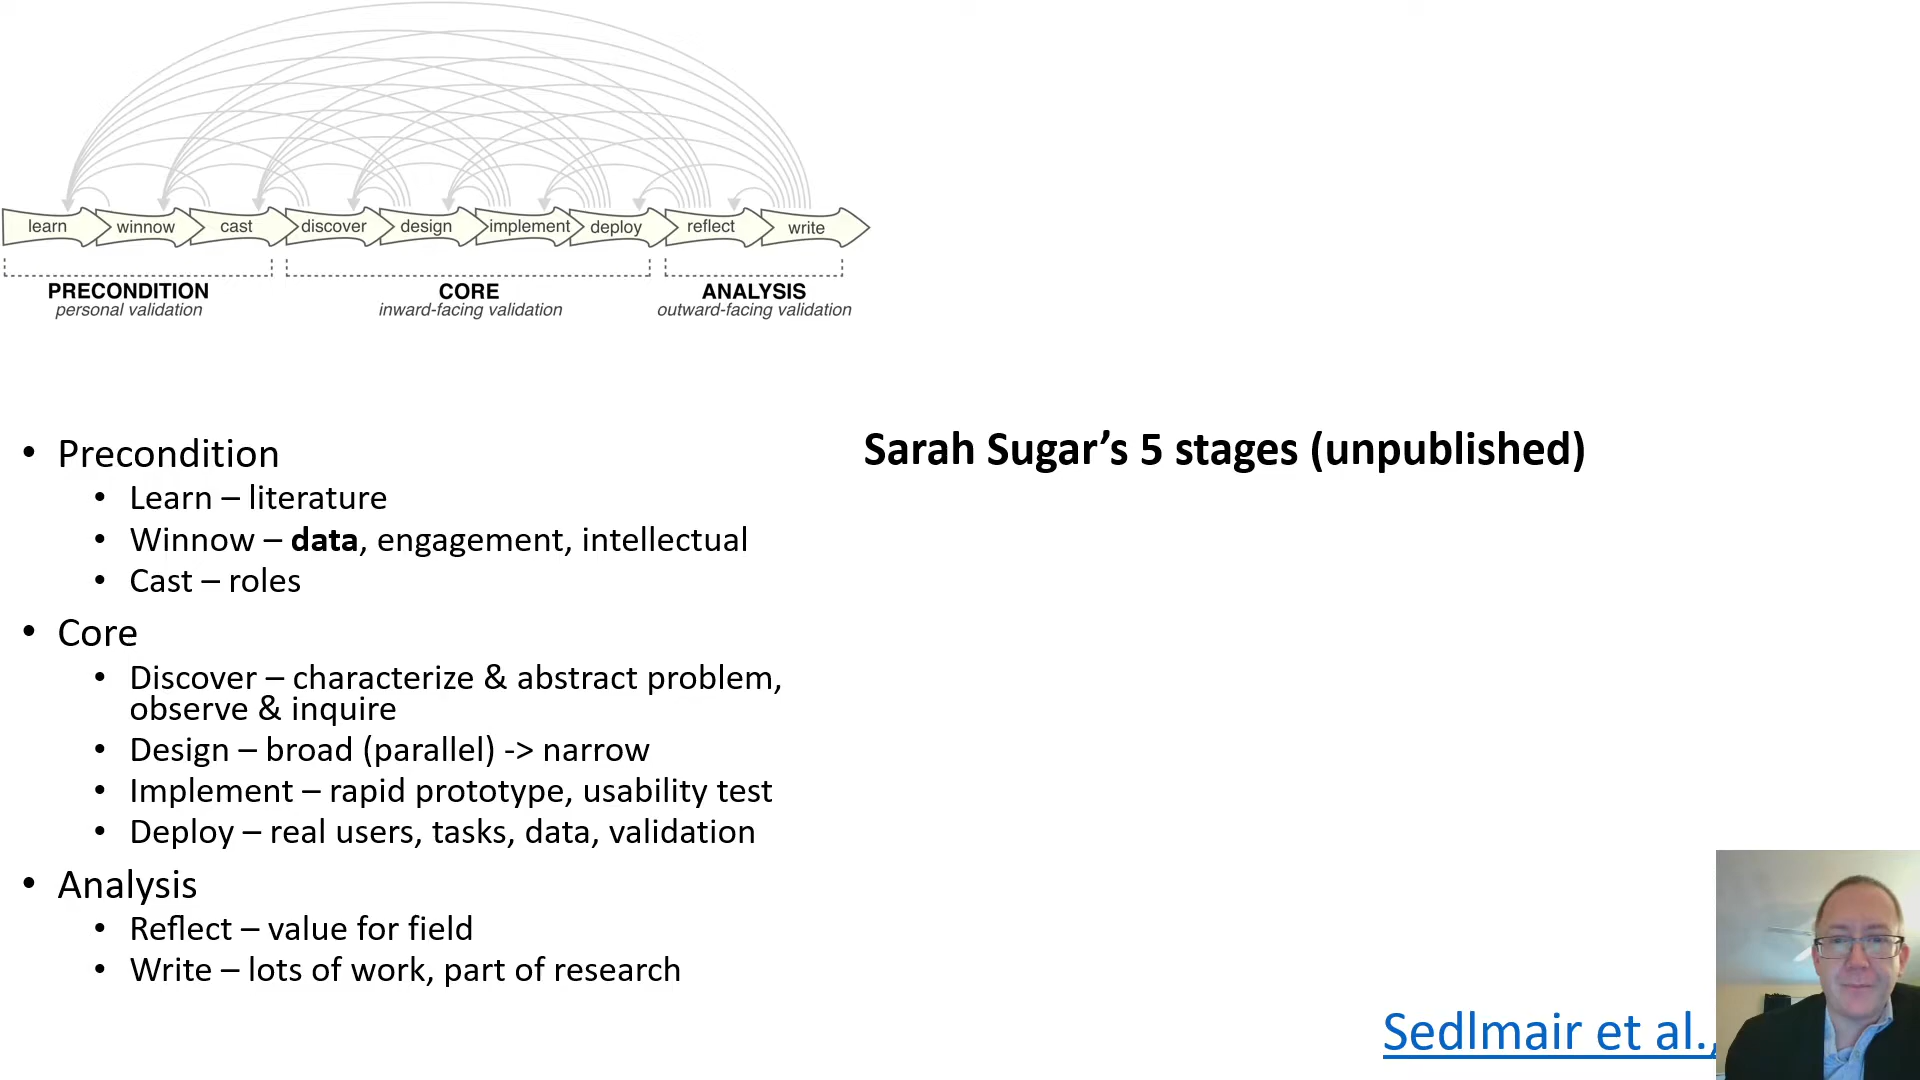 learn winnow cast discover design implement deploy reflect write
PRECONDITION CORE ANALYSIS
personal validation inward-facing validation outward-facing validation
• Precondition
• Learn – literature
• Winnow – data, engagement, intellectual
• Cast – roles
• Core
• Discover – characterize & abstract problem,
observe & inquire
• Design – broad (parallel) -> narrow
• Implement – rapid prototype, usability test
• Deploy – real users, tasks, data, validation
• Analysis
• Reflect – value for field
• Write – lots of work, part of research
Sarah Sugar’s 5 stages (unpublished)
Sedlmair et al.,